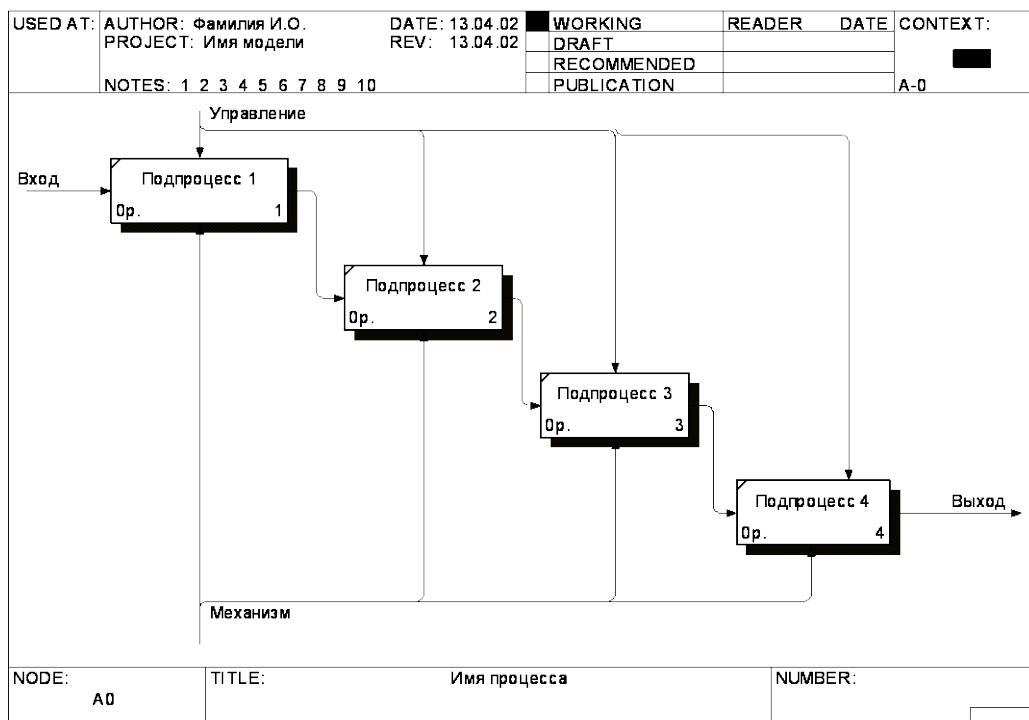 USED AT: AUTHOR: Фамилия И.О. DATE: 13.04.02 WORKING READER DATE CONTEXT:
PROJECT: Имя модели REV: 13.04.02 DRAFT
RECOMMENDED
NOTES: 1 2 3 4 5 6 7 8 9 10 PUBLICATION A-0
Управление
Вход
Подпроцесс 1
0р. 1
Подпроцесс 2
0р. 2
Подпроцесс 3
0р. 3
Подпроцесс 4
0р. 4
Выход
Механизм
NODE: TITLE: Имя процесса NUMBER:
A0